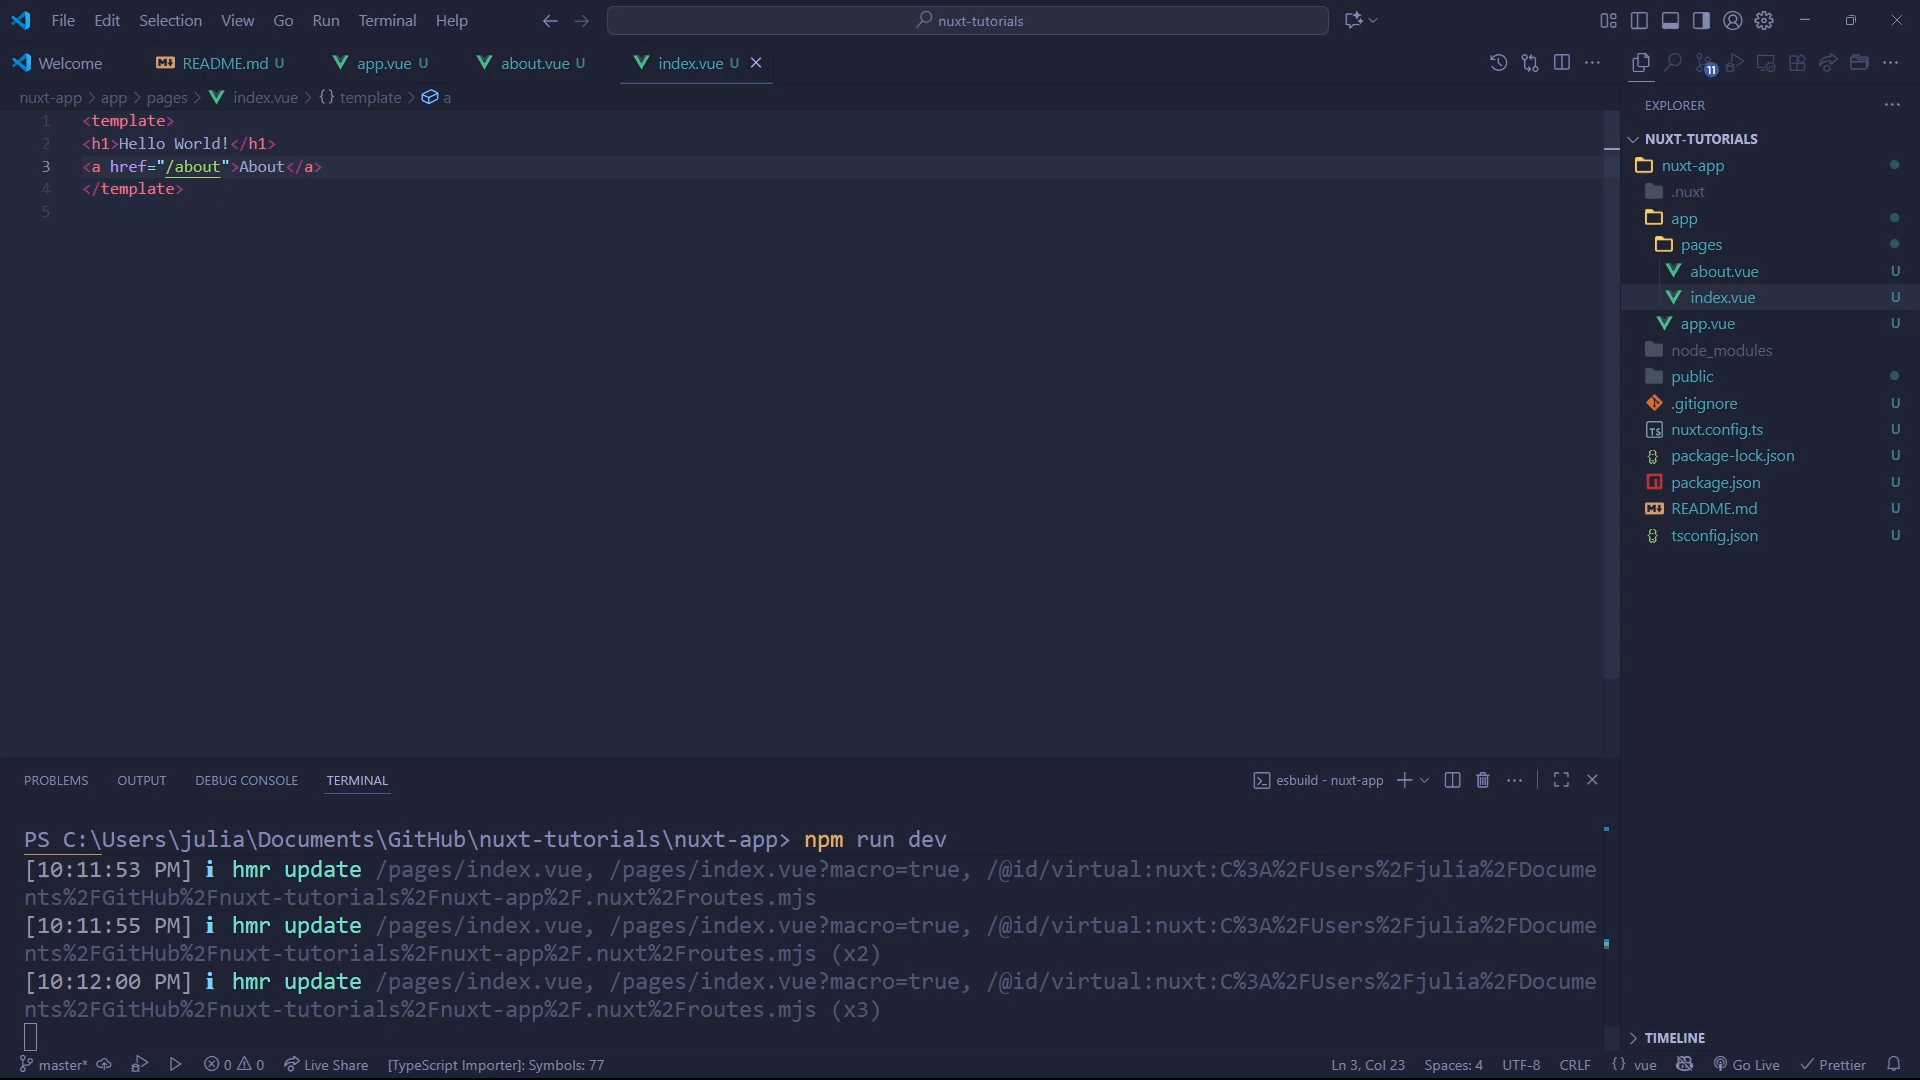 File Edit Selection View Go Run Terminal Help
nuxt-tutorials
Welcome
README.md U
app.vue U
about.vue U
index.vue U
11
nuxt-app > app > pages > index.vue > {} template > a
EXPLORER
NUXT-TUTORIALS
nuxt-app
.nuxt
app
pages
about.vue U
index.vue U
app.vue U
node_modules
public
.gitignore U
nuxt.config.ts U
package-lock.json U
package.json U
README.md U
tsconfig.json U
TIMELINE
1 <template>
2 <h1>Hello World!</h1>
3 <a href="/about">About</a>
4 </template>
5
PROBLEMS OUTPUT DEBUG CONSOLE TERMINAL
esbuild - nuxt-app
PS C:\Users\julia\Documents\GitHub\nuxt-tutorials\nuxt-app> npm run dev
[10:11:53 PM] ℹ hmr update /pages/index.vue, /pages/index.vue?macro=true, /@id/virtual:nuxt:C%3A%2FUsers%2Fjulia%2FDocume
nts%2FGitHub%2Fnuxt-tutorials%2Fnuxt-app%2F.nuxt%2Froutes.mjs
[10:11:55 PM] ℹ hmr update /pages/index.vue, /pages/index.vue?macro=true, /@id/virtual:nuxt:C%3A%2FUsers%2Fjulia%2FDocume
nts%2FGitHub%2Fnuxt-tutorials%2Fnuxt-app%2F.nuxt%2Froutes.mjs (x2)
[10:12:00 PM] ℹ hmr update /pages/index.vue, /pages/index.vue?macro=true, /@id/virtual:nuxt:C%3A%2FUsers%2Fjulia%2FDocume
nts%2FGitHub%2Fnuxt-tutorials%2Fnuxt-app%2F.nuxt%2Froutes.mjs (x3)
master* 0 0 Live Share [TypeScript Importer]: Symbols: 77
Ln 3, Col 23 Spaces: 4 UTF-8 CRLF {} vue Go Live Prettier